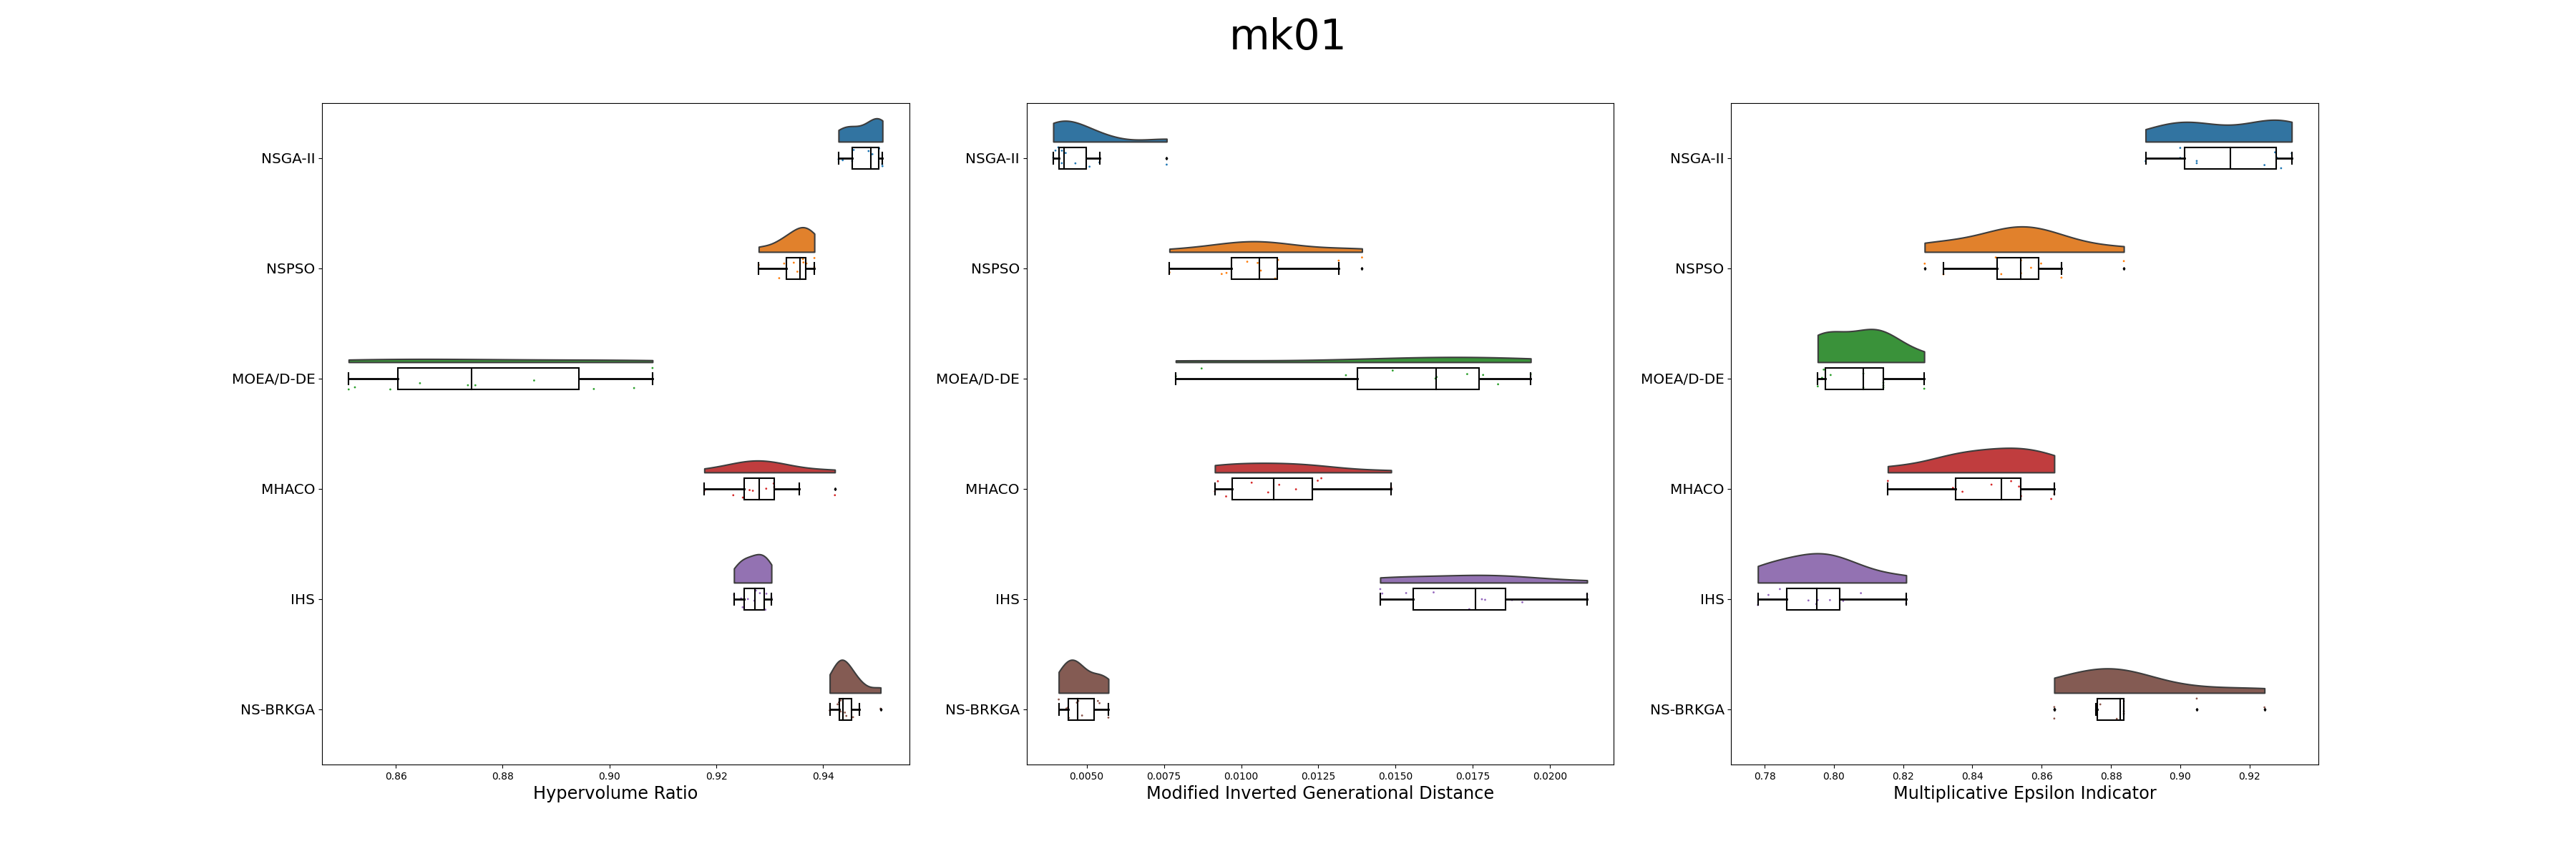 mk01
NSGA-II
NSPSO
MOEA/D-DE
MHACO
IHS
NS-BRKGA
0.86 0.88 0.90 0.92 0.94
Hypervolume Ratio
NSGA-II
NSPSO
MOEA/D-DE
MHACO
IHS
NS-BRKGA
0.0050 0.0075 0.0100 0.0125 0.0150 0.0175 0.0200
Modified Inverted Generational Distance
NSGA-II
NSPSO
MOEA/D-DE
MHACO
IHS
NS-BRKGA
0.78 0.80 0.82 0.84 0.86 0.88 0.90 0.92
Multiplicative Epsilon Indicator